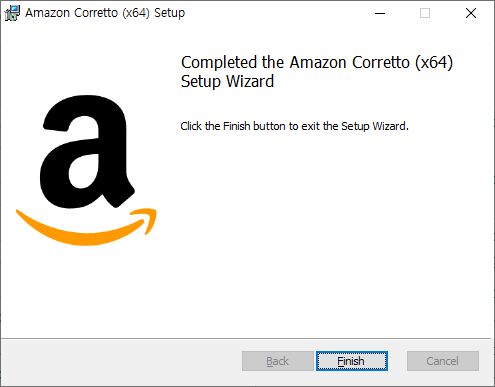 Amazon Corretto (x64) Setup
Completed the Amazon Corretto (x64)
Setup Wizard
Click the Finish button to exit the Setup Wizard.
a
Back
Finish
Cancel